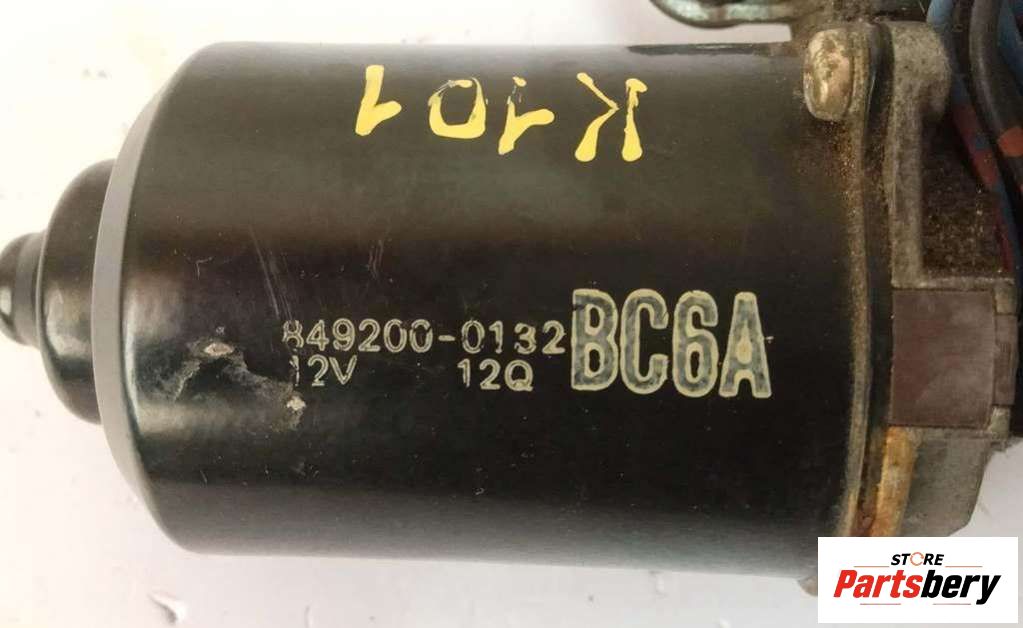 K101
849200-0132 BC6A
12V 12Q
STORE
Partsbery